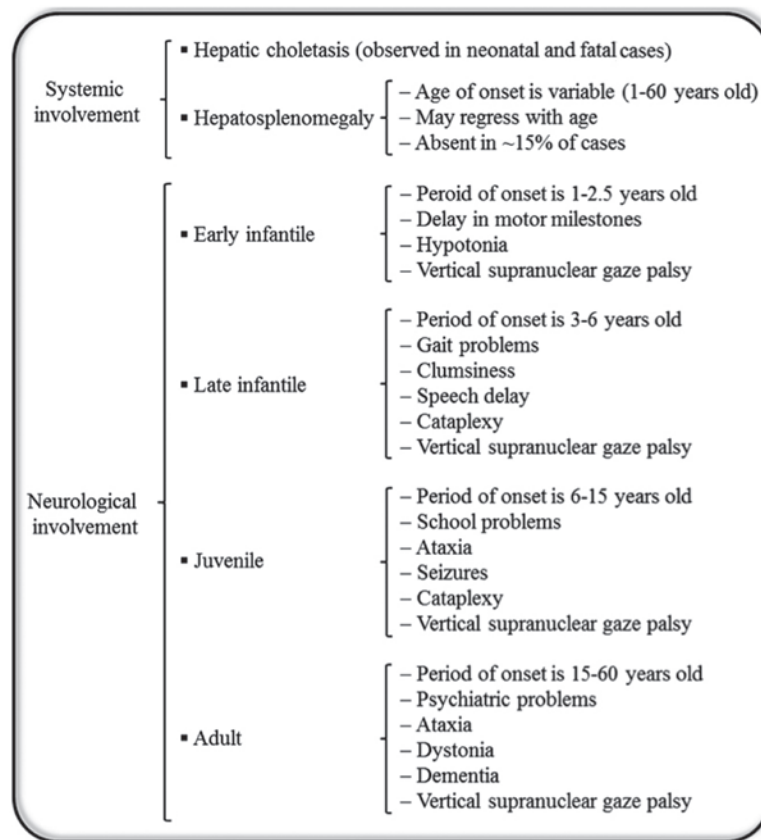 Systemic
involvement
▪ Hepatic choletasis (observed in neonatal and fatal cases)
▪ Hepatosplenomegaly
– Age of onset is variable (1-60 years old)
– May regress with age
– Absent in ~15% of cases
Neurological
involvement
▪ Early infantile
– Peroid of onset is 1-2.5 years old
– Delay in motor milestones
– Hypotonia
– Vertical supranuclear gaze palsy
▪ Late infantile
– Period of onset is 3-6 years old
– Gait problems
– Clumsiness
– Speech delay
– Cataplexy
– Vertical supranuclear gaze palsy
▪ Juvenile
– Period of onset is 6-15 years old
– School problems
– Ataxia
– Seizures
– Cataplexy
– Vertical supranuclear gaze palsy
▪ Adult
– Period of onset is 15-60 years old
– Psychiatric problems
– Ataxia
– Dystonia
– Dementia
– Vertical supranuclear gaze palsy